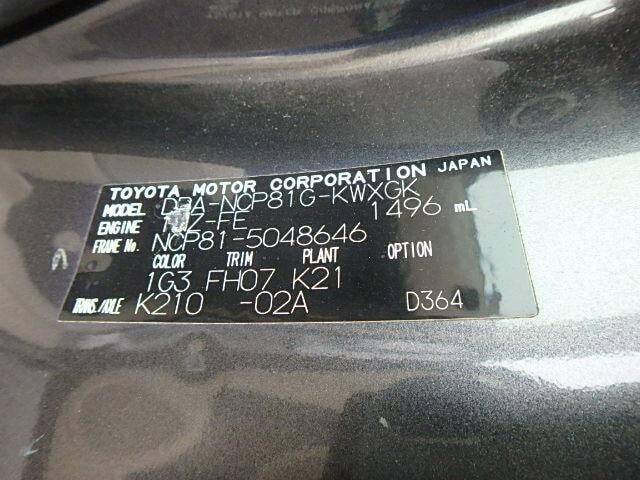 TOYOTA MOTOR CORPORATION JAPAN
MODEL DBA-NCP81G-KWXGK
ENGINE 1NZ-FE 1496 mL
FRAME No. NCP81-5048646
COLOR TRIM PLANT OPTION
1G3 FH07 K21
TRANS./AXLE K210 -02A D364